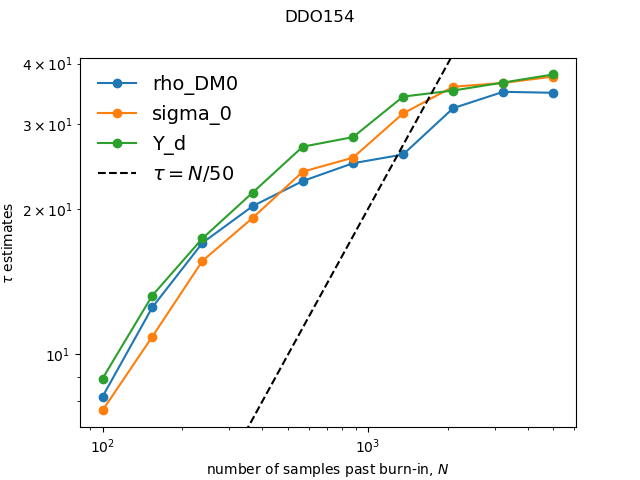 DDO154
4 × 10¹
3 × 10¹
2 × 10¹
10¹
τ estimates
rho_DM0
sigma_0
Y_d
τ = N/50
10²
10³
number of samples past burn-in, N